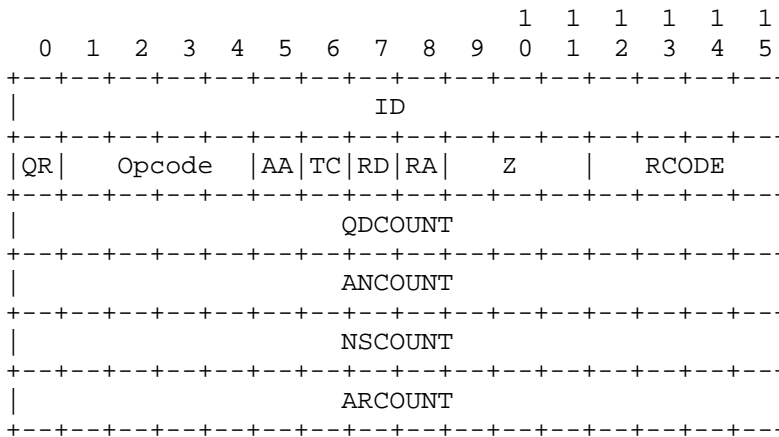 1  1  1  1  1  1
  0  1  2  3  4  5  6  7  8  9  0  1  2  3  4  5
+--+--+--+--+--+--+--+--+--+--+--+--+--+--+--+--
|                      ID
+--+--+--+--+--+--+--+--+--+--+--+--+--+--+--+--
|QR|   Opcode  |AA|TC|RD|RA|   Z    |   RCODE
+--+--+--+--+--+--+--+--+--+--+--+--+--+--+--+--
|                    QDCOUNT
+--+--+--+--+--+--+--+--+--+--+--+--+--+--+--+--
|                    ANCOUNT
+--+--+--+--+--+--+--+--+--+--+--+--+--+--+--+--
|                    NSCOUNT
+--+--+--+--+--+--+--+--+--+--+--+--+--+--+--+--
|                    ARCOUNT
+--+--+--+--+--+--+--+--+--+--+--+--+--+--+--+--